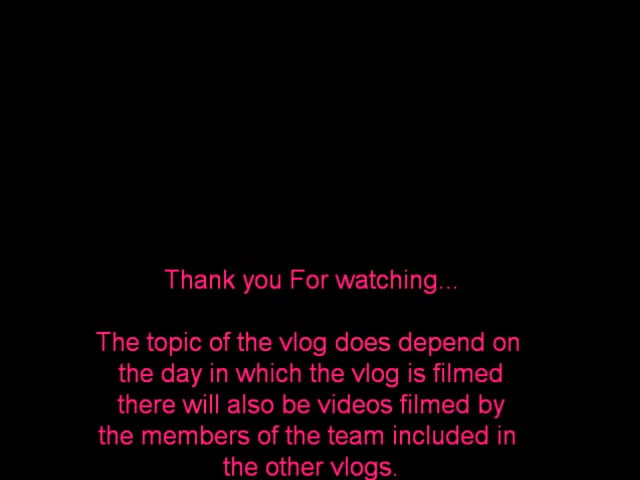 Thank you For watching...
The topic of the vlog does depend on
the day in which the vlog is filmed
there will also be videos filmed by
the members of the team included in
the other vlogs.